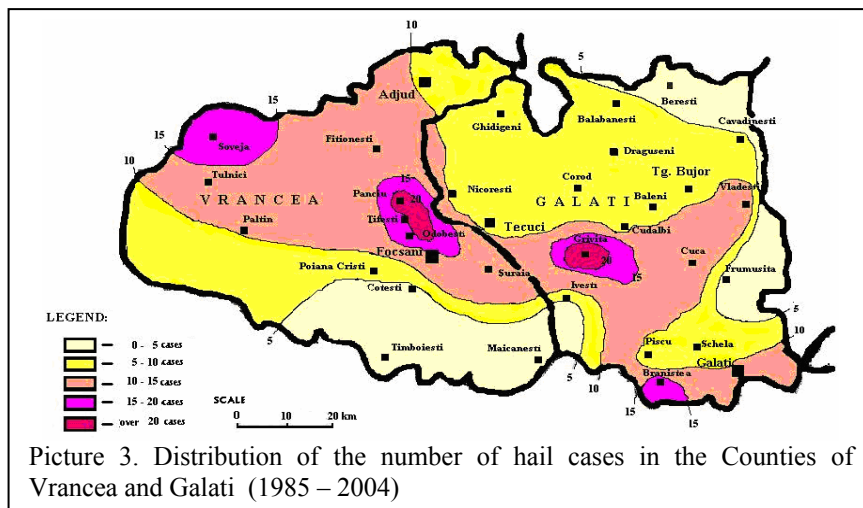 10
5
Beresti
Adjud
Balabanesti
15
Ghidigeni
Cavadinesti
15
Soveja
Fitionesti
Draguseni
10
Tulnici
15
Corod
Tg. Bujor
VRANCEA
Panciu
20
Nicoresti
GALATI
Baleni
Vladesti
Paltin
Tifesti
Odobesti
Tecuci
Cudalbi
Grivita
Focsani
20
Cuca
Poiana Cristi
Suraia
15
Frumusita
Cotesti
Ivesti
LEGEND:
5
5
10
0 - 5 cases
Timboiesti
Maicanesti
Piscu
Schela
5 - 10 cases
5
10
Galati
10 - 15 cases
Branistea
15 - 20 cases
SCALE
15
15
over 20 cases
0 10 20 km
Picture 3. Distribution of the number of hail cases in the Counties of
Vrancea and Galati (1985 – 2004)